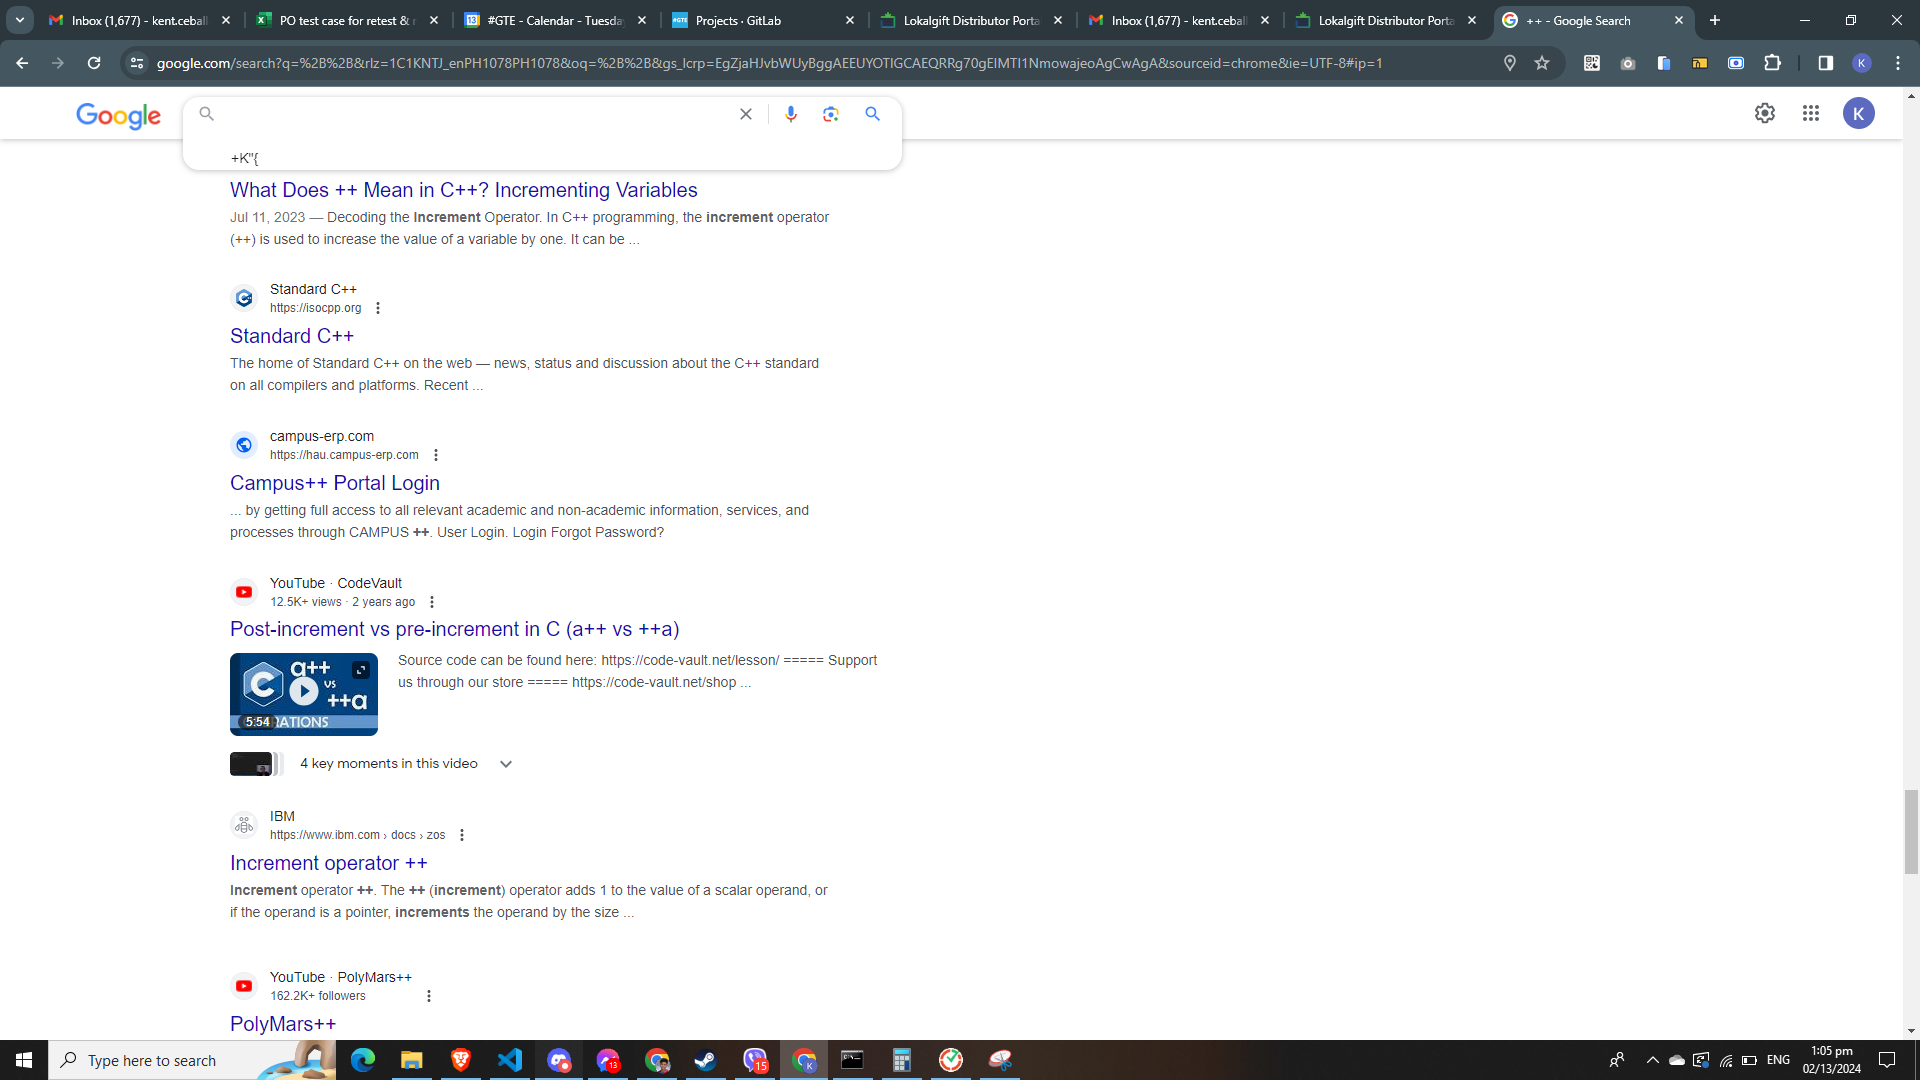 Inbox (1,677) - kent.ceball
PO test case for retest & r
#GTE - Calendar - Tuesday
Projects · GitLab
Lokalgift Distributor Porta
Inbox (1,677) - kent.ceball
Lokalgift Distributor Porta
++ - Google Search
google.com/search?q=%2B%2B&rlz=1C1KNTJ_enPH1078PH1078&oq=%2B%2B&gs_lcrp=EgZjaHJvbWUyBggAEEUYOTIGCAEQRRg70gEIMTI1NmowajeoAgCwAgA&sourceid=chrome&ie=UTF-8#ip=1
K
Google
K
+K"{
What Does ++ Mean in C++? Incrementing Variables
Jul 11, 2023 — Decoding the Increment Operator. In C++ programming, the increment operator
(++) is used to increase the value of a variable by one. It can be ...
Standard C++
https://isocpp.org
Standard C++
The home of Standard C++ on the web — news, status and discussion about the C++ standard
on all compilers and platforms. Recent ...
campus-erp.com
https://hau.campus-erp.com
Campus++ Portal Login
... by getting full access to all relevant academic and non-academic information, services, and
processes through CAMPUS ++. User Login. Login Forgot Password?
YouTube · CodeVault
12.5K+ views · 2 years ago
Post-increment vs pre-increment in C (a++ vs ++a)
C a++
vs
++a
5:54 RATIONS
Source code can be found here: https://code-vault.net/lesson/ ===== Support
us through our store ===== https://code-vault.net/shop ...
4 key moments in this video
IBM
https://www.ibm.com › docs › zos
Increment operator ++
Increment operator ++. The ++ (increment) operator adds 1 to the value of a scalar operand, or
if the operand is a pointer, increments the operand by the size ...
YouTube · PolyMars++
162.2K+ followers
PolyMars++
Type here to search
13
15
K
ENG
1:05 pm
02/13/2024